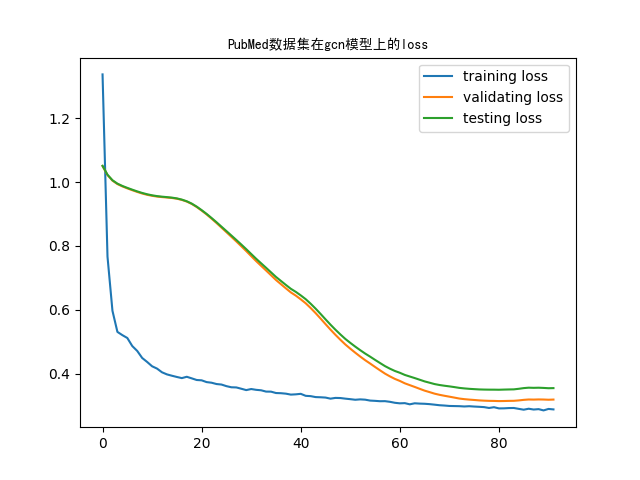 PubMed数据集在gcn模型上的loss
training loss
validating loss
testing loss
1.2
1.0
0.8
0.6
0.4
0 20 40 60 80